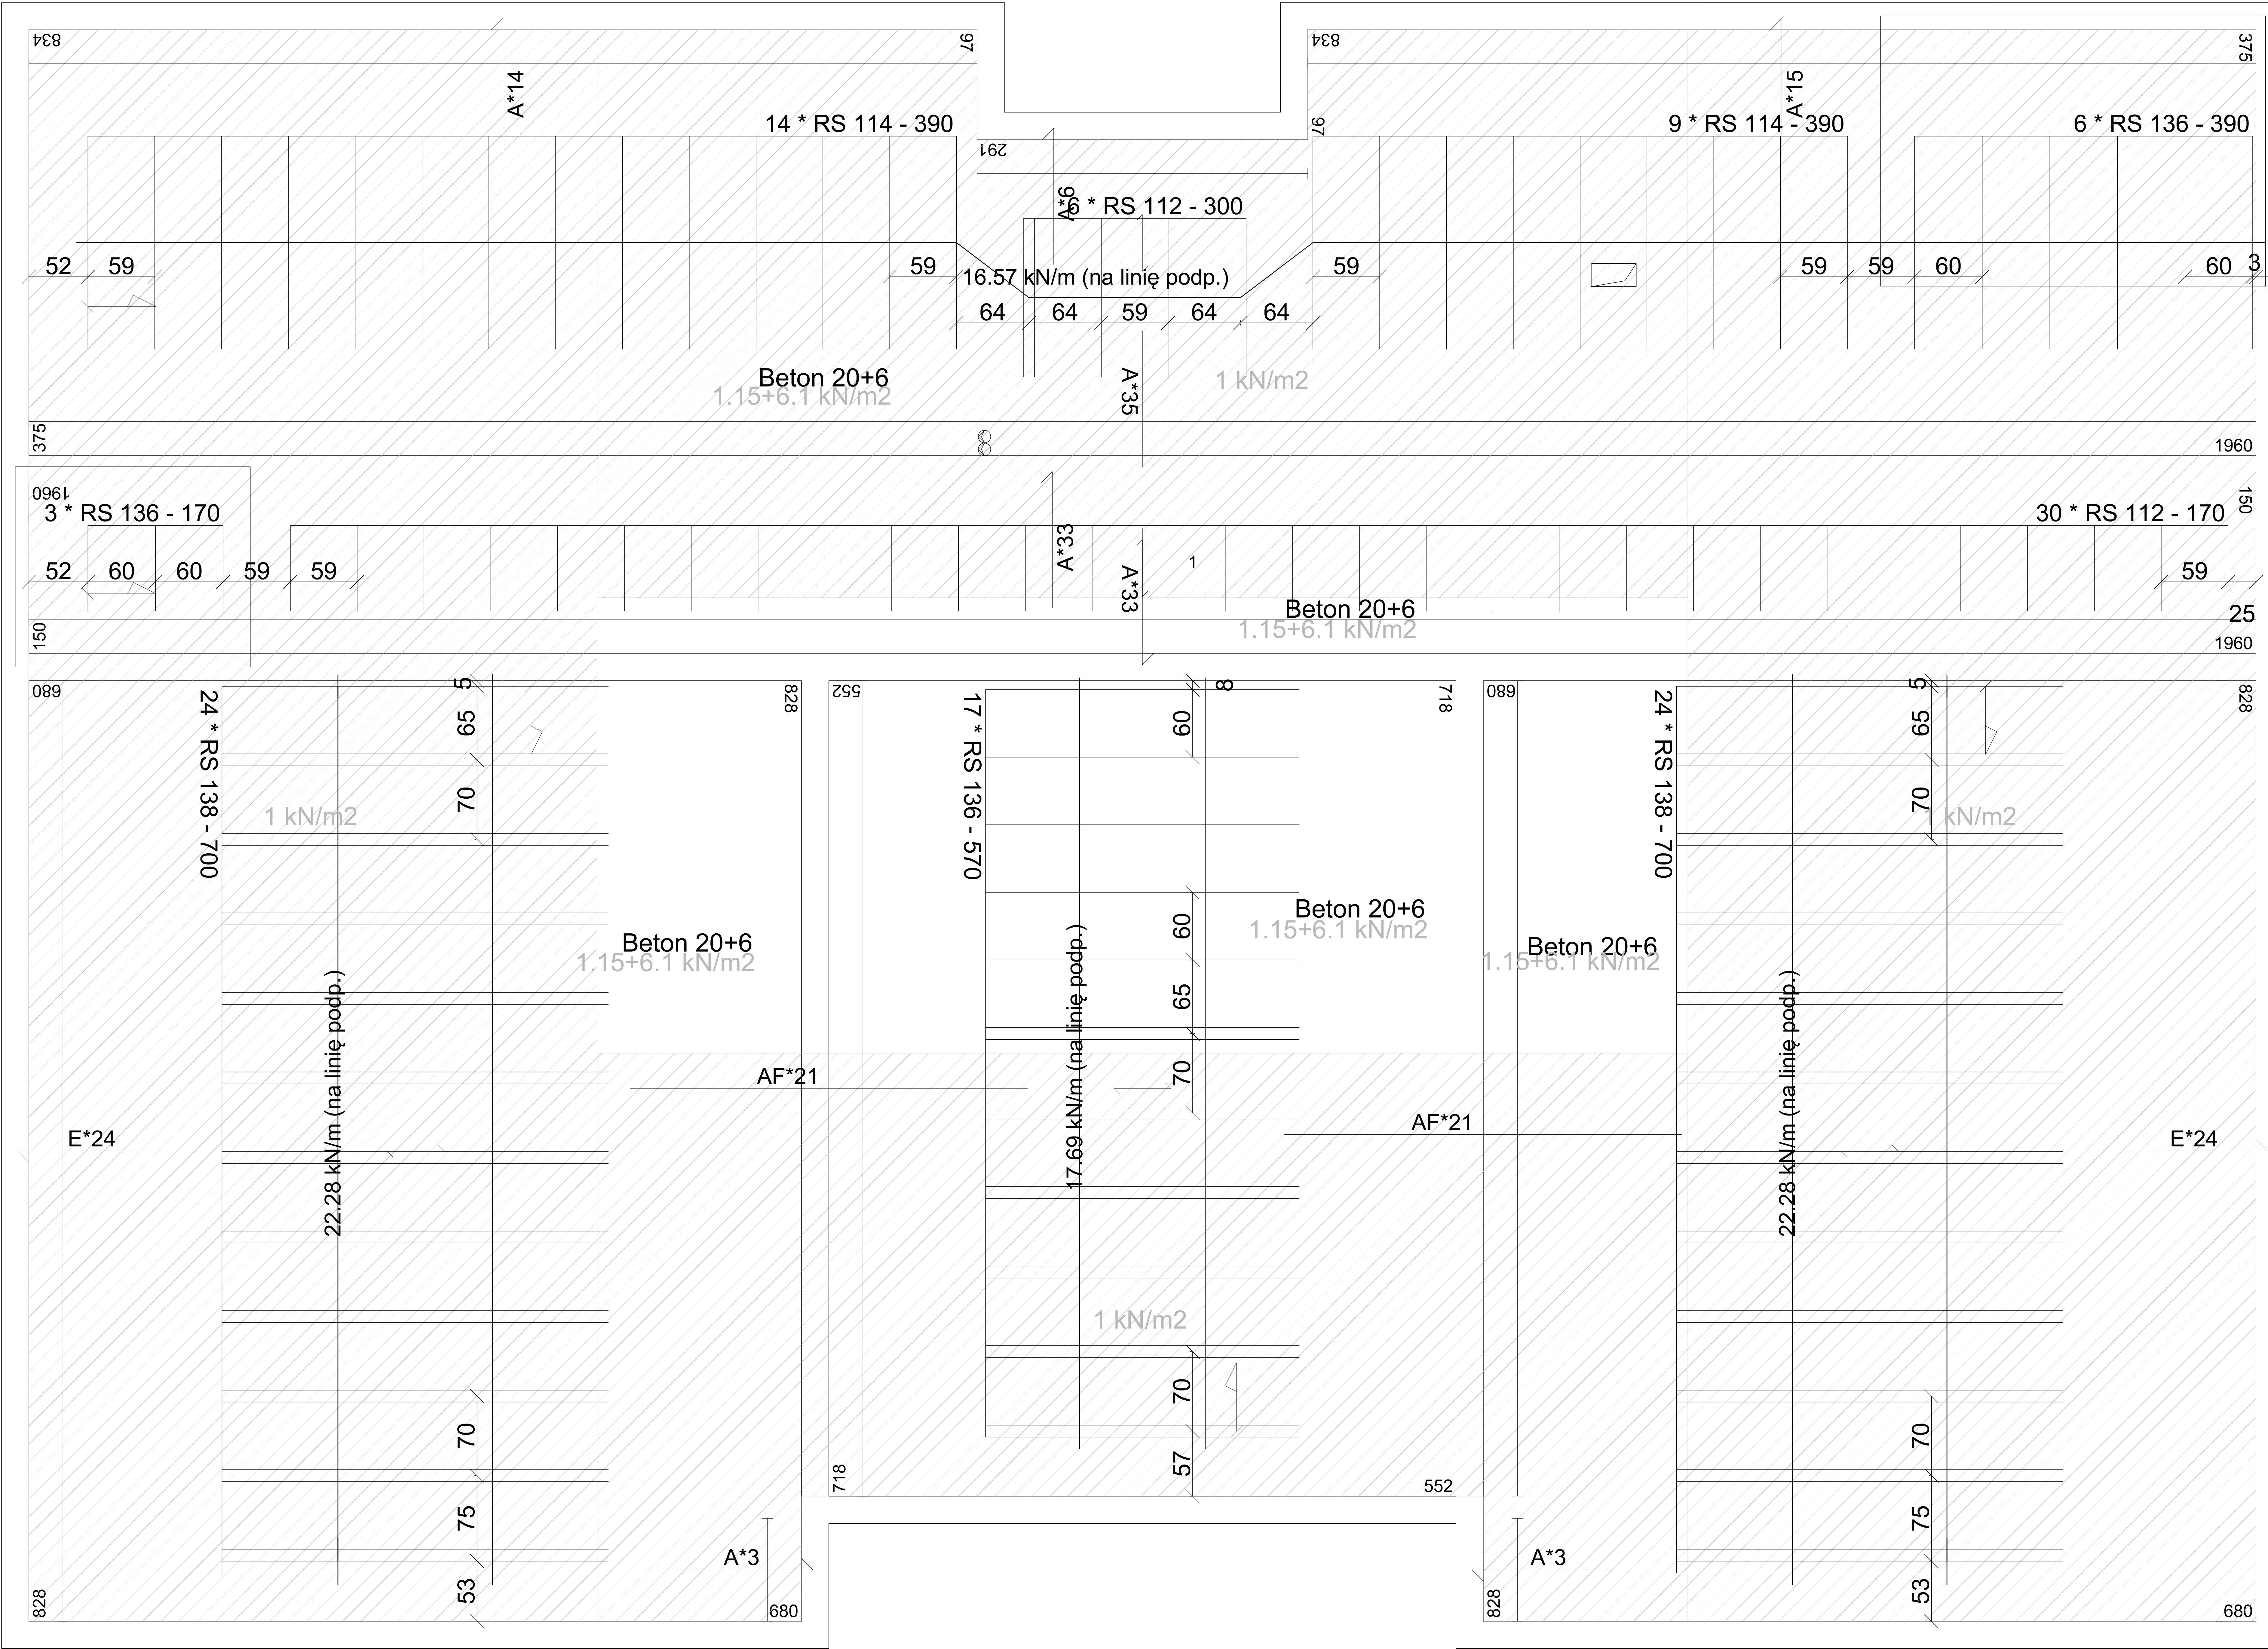 834
97
834
375
A*14
A*15
14 * RS 114 - 390
97
9 * RS 114 - 390
6 * RS 136 - 390
291
A*6
6 * RS 112 - 300
52
59
59
16.57 kN/m (na linię podp.)
59
59
59
60
60
3
64
64
59
64
64
Beton 20+6
1.15+6.1 kN/m2
A*35
1 kN/m2
375
8
1960
1960
150
3 * RS 136 - 170
30 * RS 112 - 170
A*33
52
60
60
59
59
A*33
1
59
Beton 20+6
1.15+6.1 kN/m2
25
150
1960
680
5
828
552
8
718
680
5
828
24 * RS 138 - 700
69
17 * RS 136 - 570
60
24 * RS 138 - 700
69
70
70
1 kN/m2
1 kN/m2
Beton 20+6
1.15+6.1 kN/m2
60
Beton 20+6
1.15+6.1 kN/m2
Beton 20+6
1.15+6.1 kN/m2
65
22.28 kN/m (na linię podp.)
17.69 kN/m (na linię podp.)
22.28 kN/m (na linię podp.)
AF*21
70
AF*21
E*24
E*24
1 kN/m2
70
70
70
57
718
552
75
75
A*3
A*3
53
53
828
680
828
680